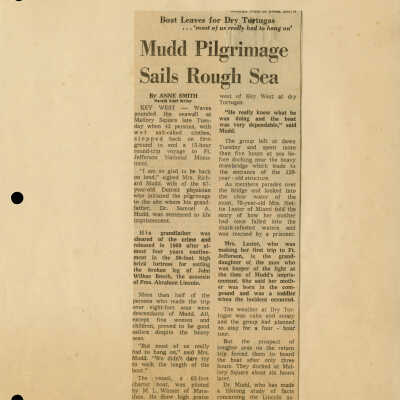 Boat Leaves for Dry Tortugas
. . .'most of us really had to hang on'
Mudd Pilgrimage
Sails Rough Sea
By ANNE SMITH
Herald Staff Writer
KEY WEST — Waves
pounded the seawall at
Mallory Square late Tues-
day when 42 persons, with
wet salt-caked clothes,
stepped back on firm
ground to end a 15-hour
round-trip voyage to Ft.
Jefferson National Monu-
ment.
"I am so glad to be back
on land," sighed Mrs. Rich-
ard Mudd, wife of the 67-
year-old Detroit physician
who initiated the pilgrimage
to the site where his grand-
father, Dr. Samuel A.
Mudd, was sentenced to life
imprisonment.
His grandfather was
cleared of the crime and
released in 1869 after al-
most four years confine-
ment in the 50-foot high
brick fortress for setting
the broken leg of John
Wilkes Booth, the assassin
of Pres. Abraham Lincoln.
More than half of the
persons who made the trip
over eight-foot seas were
descendants of Mudd. All,
except five women and
children, proved to be good
sailors despite the heavy
seas.
"But most of us really
had to hang on," said Mrs.
Mudd. "We didn't dare try
to walk the length of the
boat."
The vessel, a 65-foot
charter boat, was piloted
by M. L. Winner of Mara-
thon. He drew high praise
west of Key West at dry
Tortugas.
"He really knew what he
was doing and the boat
was very dependable," said
Mudd.
The group left at dawn
Tuesday and spent more
than five hours at sea be-
fore docking near the heavy
drawbridge which leads to
the entrance of the
year-old structure.
As members paraded over
the bridge and looked into
the clear water of the
moat, 70-year-old Mrs.
Lester of Miami told the
story of how her mother
had once fallen into the
shark-infested waters and
was rescued by a prisoner.
Mrs. Lester, who was
making her first trip to Ft.
Jefferson, is the grand-
daughter of the man who
was keeper of the light at
the time of Mudd's impris-
onment. She said her moth-
er was born in the com-
pound and was a toddler
when the incident occurred.
The weather at Dry Tor-
tugas was calm and sunny
and the group had planned
to stay for a four - hour
tour.
But the prospect of
rougher seas on the return
trip forced them to board
the boat after only three
hours. They docked at Mal-
lory Square about six hours
later.
Dr. Mudd, who has made
a lifelong study of facts
concerning the Lincoln as-